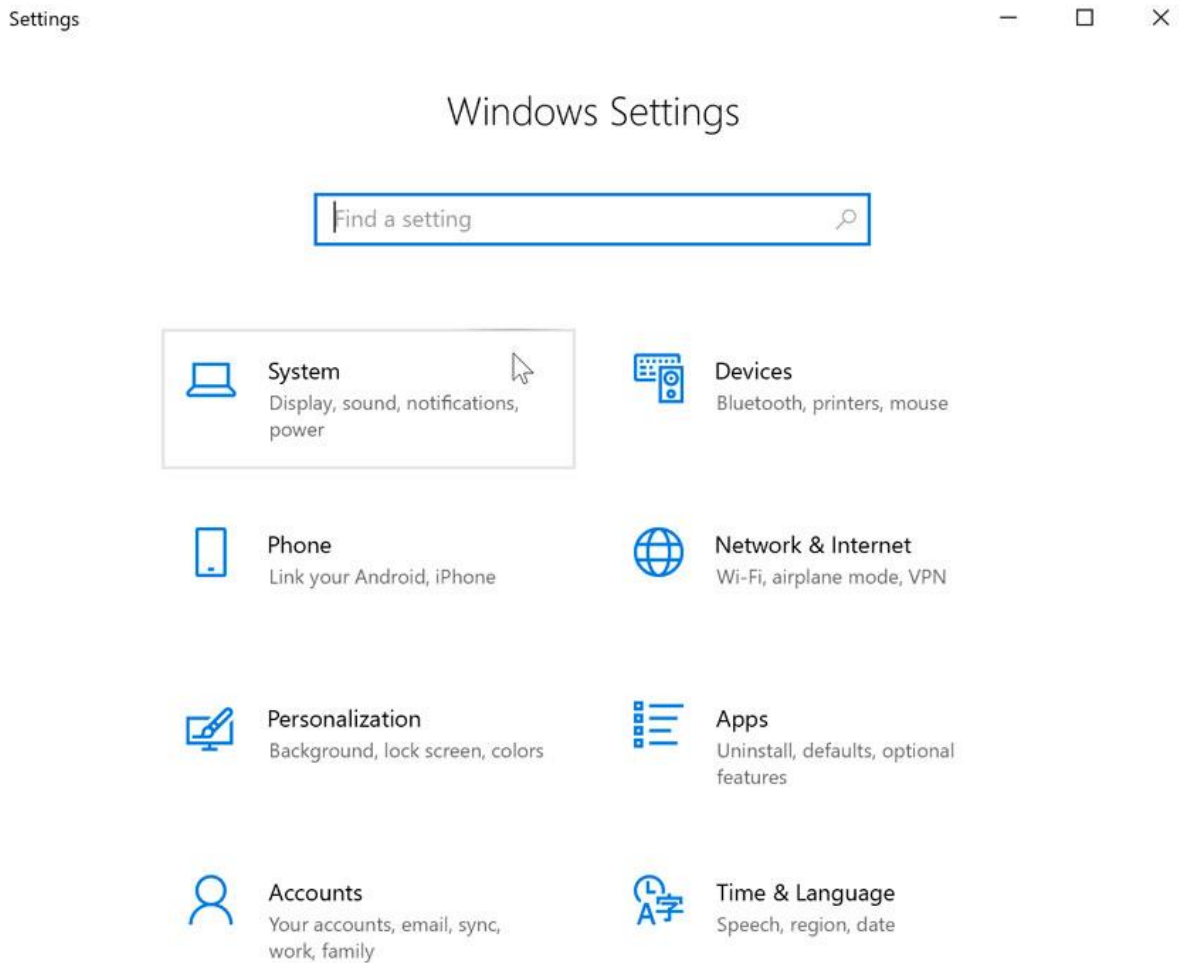 Settings
Windows Settings
Find a setting
System
Display, sound, notifications,
power
Devices
Bluetooth, printers, mouse
Phone
Link your Android, iPhone
Network & Internet
Wi-Fi, airplane mode, VPN
Personalization
Background, lock screen, colors
Apps
Uninstall, defaults, optional
features
Accounts
Your accounts, email, sync,
work, family
Time & Language
Speech, region, date